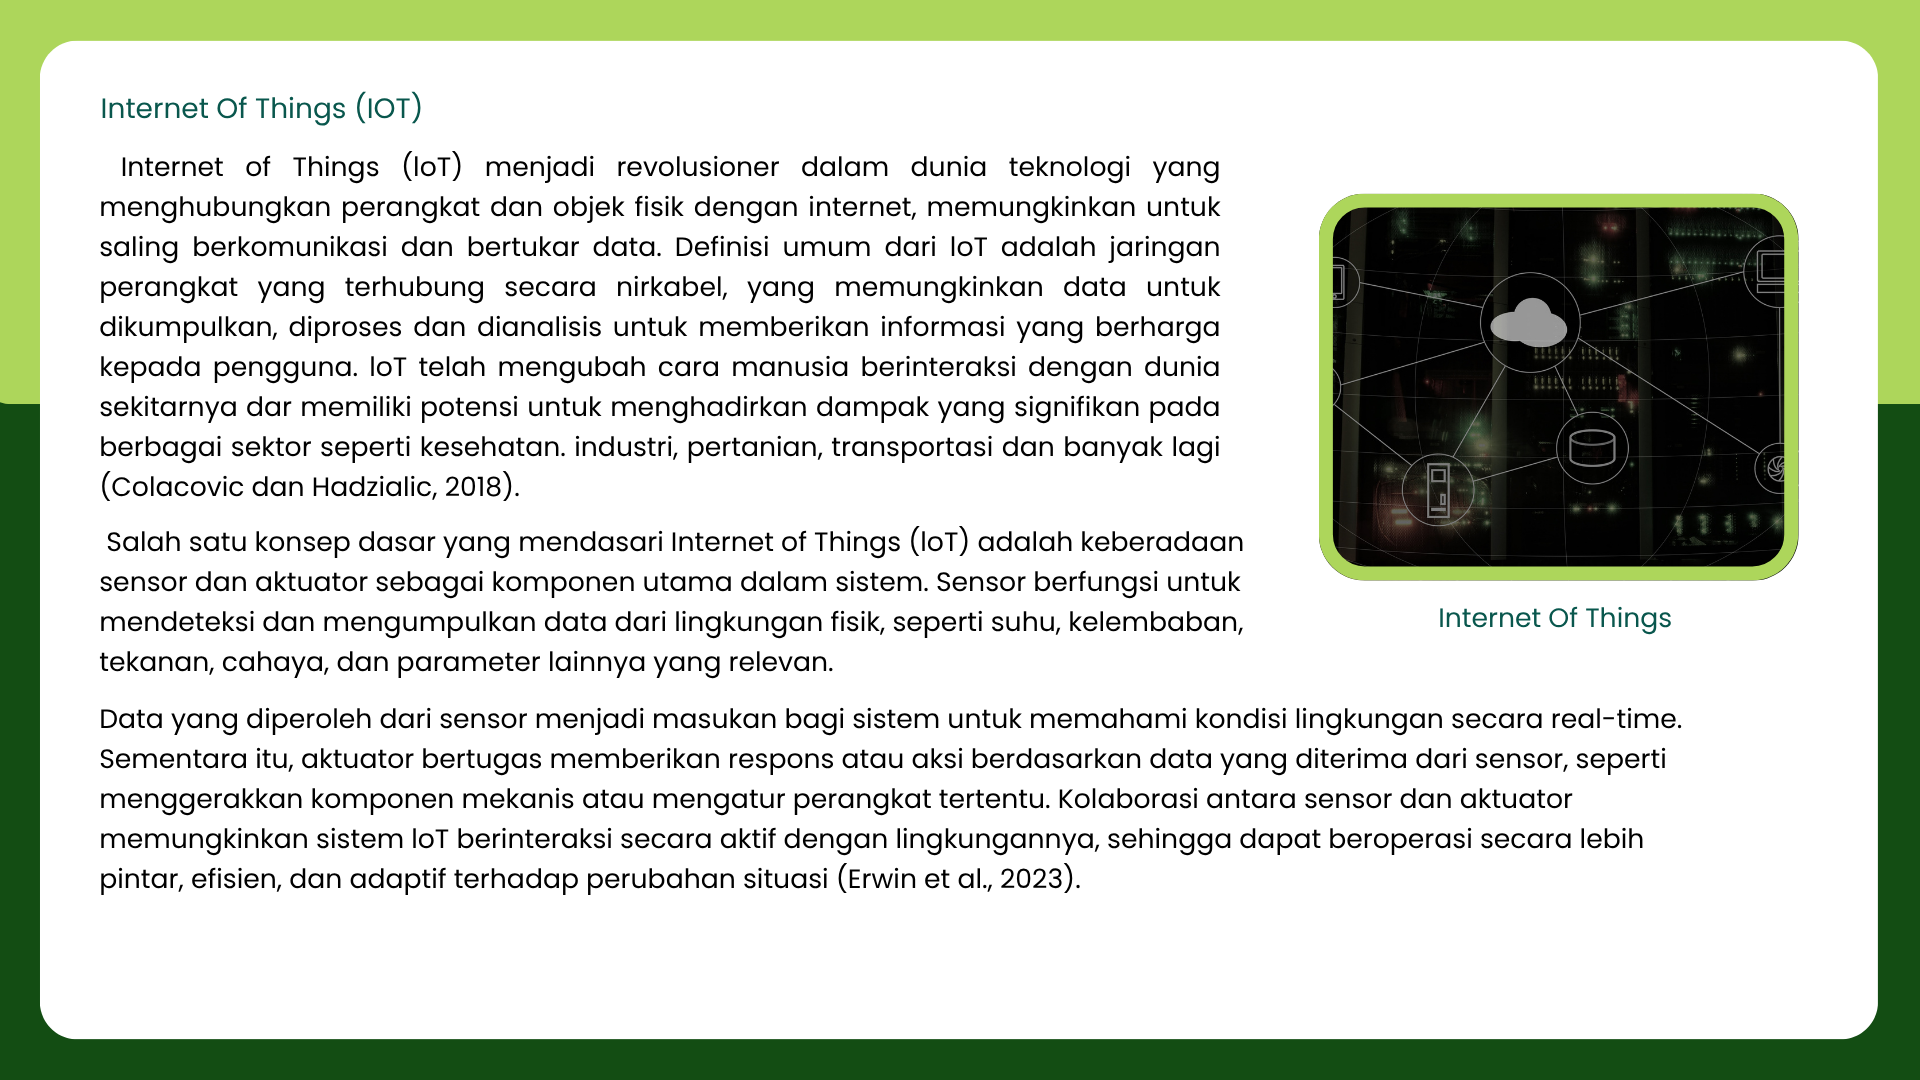 Internet Of Things (IOT)
Internet of Things (loT) menjadi revolusioner dalam dunia teknologi yang
menghubungkan perangkat dan objek fisik dengan internet, memungkinkan untuk
saling berkomunikasi dan bertukar data. Definisi umum dari loT adalah jaringan
perangkat yang terhubung secara nirkabel, yang memungkinkan data untuk
dikumpulkan, diproses dan dianalisis untuk memberikan informasi yang berharga
kepada pengguna. loT telah mengubah cara manusia berinteraksi dengan dunia
sekitarnya dar memiliki potensi untuk menghadirkan dampak yang signifikan pada
berbagai sektor seperti kesehatan. industri, pertanian, transportasi dan banyak lagi
(Colacovic dan Hadzialic, 2018).
Salah satu konsep dasar yang mendasari Internet of Things (loT) adalah keberadaan
sensor dan aktuator sebagai komponen utama dalam sistem. Sensor berfungsi untuk
mendeteksi dan mengumpulkan data dari lingkungan fisik, seperti suhu, kelembaban,
tekanan, cahaya, dan parameter lainnya yang relevan.
Internet Of Things
Data yang diperoleh dari sensor menjadi masukan bagi sistem untuk memahami kondisi lingkungan secara real-time.
Sementara itu, aktuator bertugas memberikan respons atau aksi berdasarkan data yang diterima dari sensor, seperti
menggerakkan komponen mekanis atau mengatur perangkat tertentu. Kolaborasi antara sensor dan aktuator
memungkinkan sistem loT berinteraksi secara aktif dengan lingkungannya, sehingga dapat beroperasi secara lebih
pintar, efisien, dan adaptif terhadap perubahan situasi (Erwin et al., 2023).